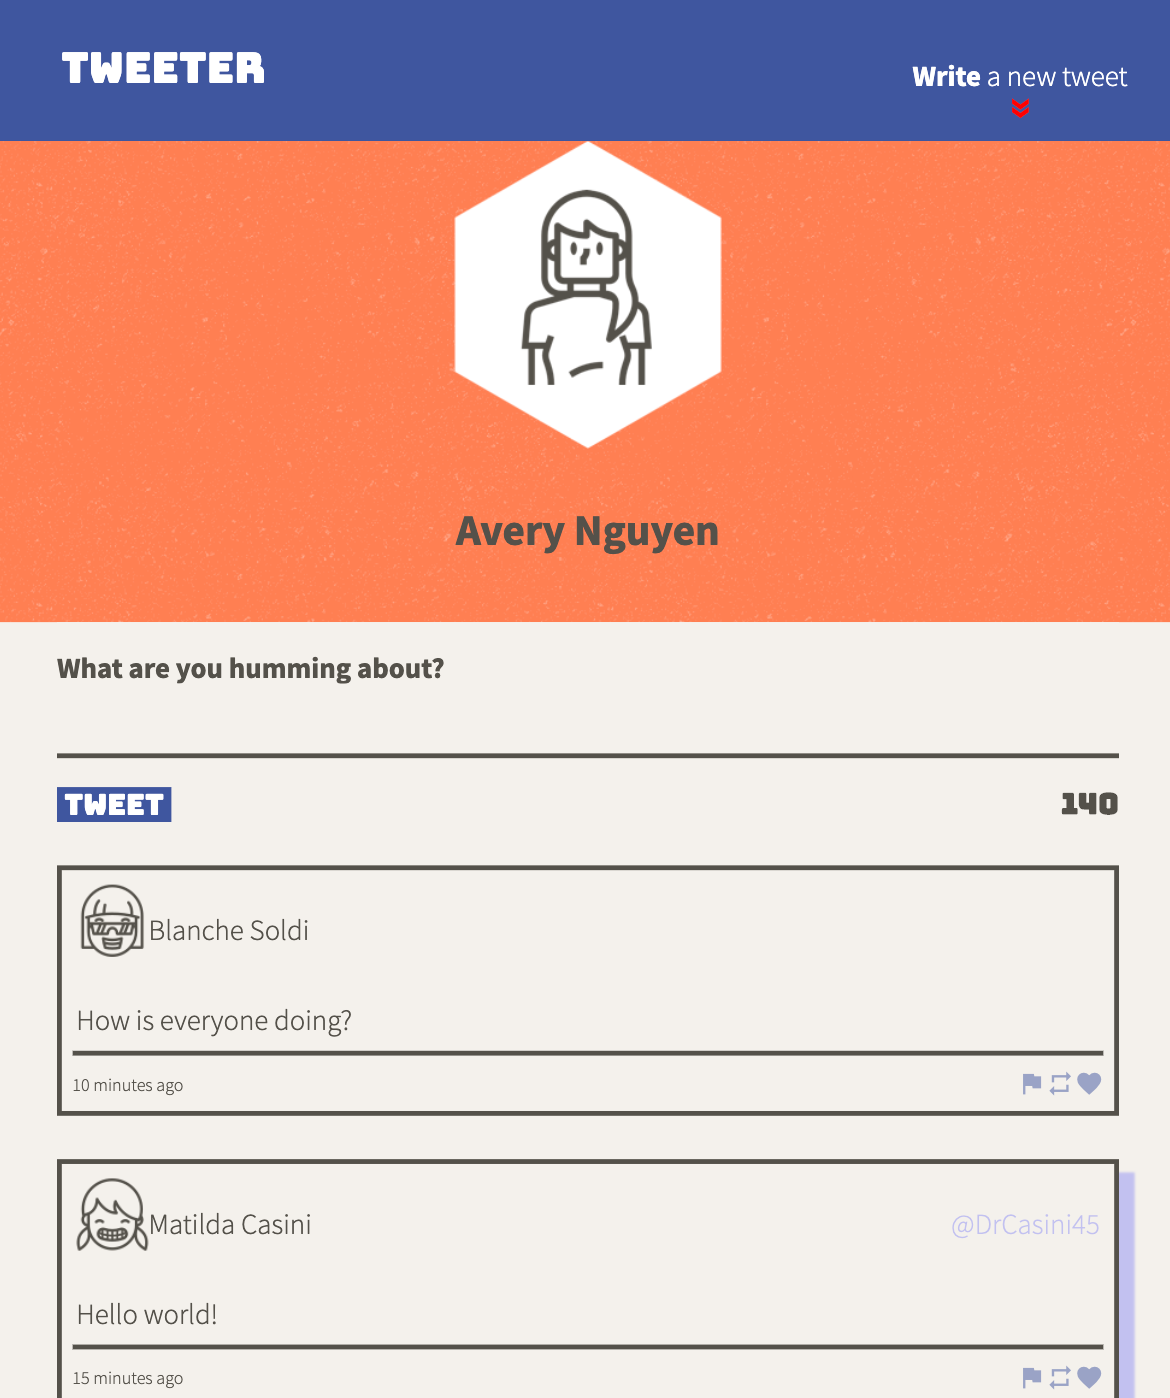 TWEETER
Write a new tweet
Avery Nguyen
What are you humming about?
TWEET
140
Blanche Soldi
How is everyone doing?
10 minutes ago
Matilda Casini
@DrCasini45
Hello world!
15 minutes ago